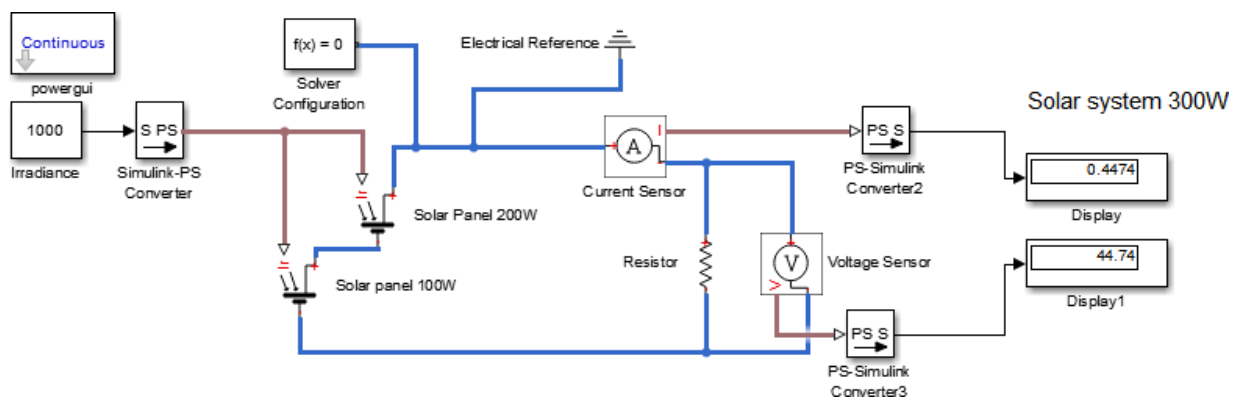 Continuous
powergui
f(x) = 0
Solver
Configuration
Electrical Reference
Solar system 300W
1000
Irradiance
S PS
Simulink-PS
Converter
Ir
Solar Panel 200W
Ir
Solar panel 100W
A
I
Current Sensor
PS S
PS-Simulink
Converter2
0.4474
Display
Resistor
V
V
Voltage Sensor
PS S
PS-Simulink
Converter3
44.74
Display1